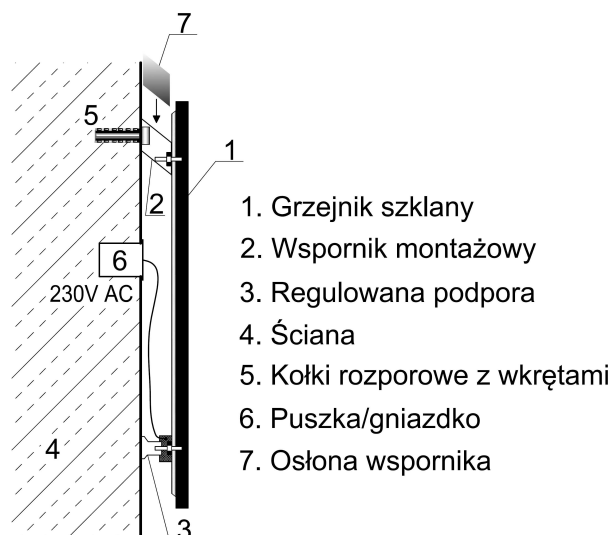 7
5
1
2
6
230V AC
4
3
1. Grzejnik szklany
2. Wspornik montażowy
3. Regulowana podpora
4. Ściana
5. Kołki rozporowe z wkrętami
6. Puszka/gniazdko
7. Osłona wspornika